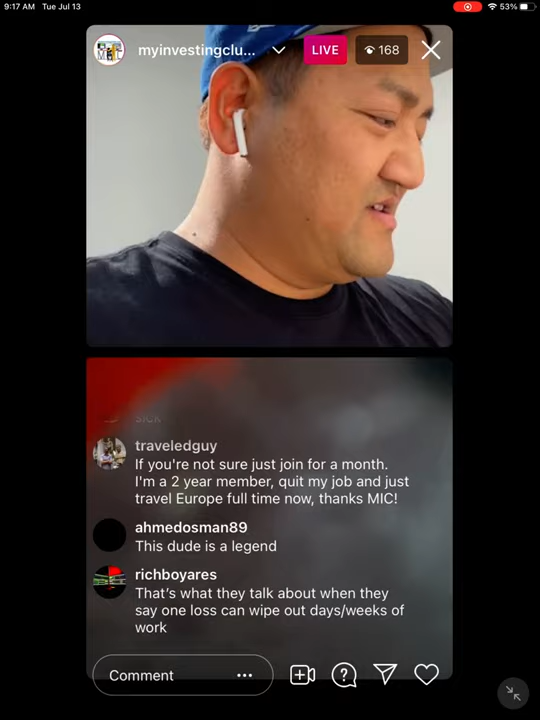 9:17 AM Tue Jul 13
53%
myinvestingclu...
LIVE
168
SICK
traveledguy
If you're not sure just join for a month.
I'm a 2 year member, quit my job and just
travel Europe full time now, thanks MIC!
ahmedosman89
This dude is a legend
richboyares
That's what they talk about when they
say one loss can wipe out days/weeks of
work
Comment